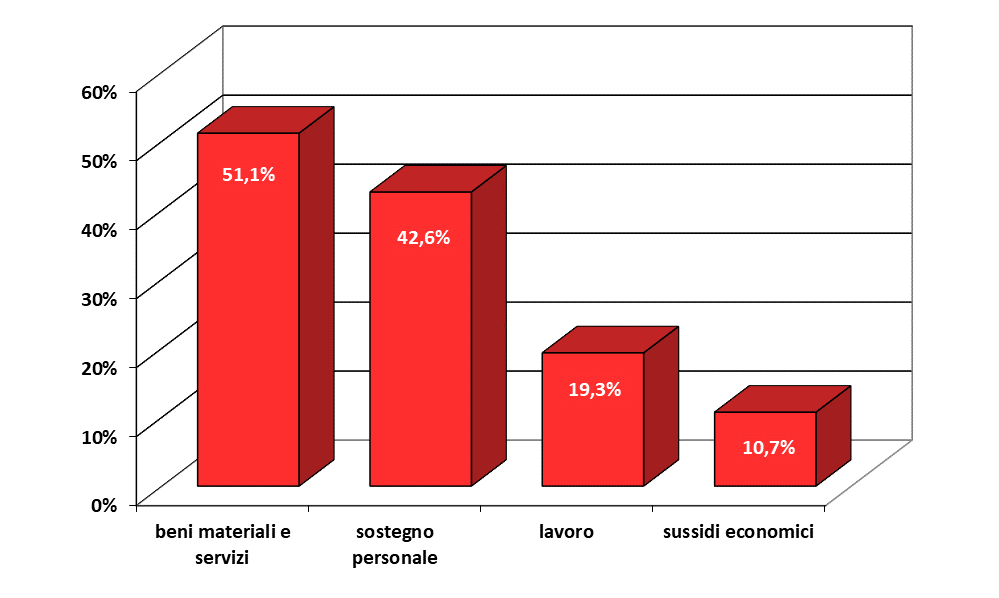 60%
50%
40%
30%
20%
10%
0%
51,1%
42,6%
19,3%
10,7%
beni materiali e
servizi
sostegno
personale
lavoro
sussidi economici